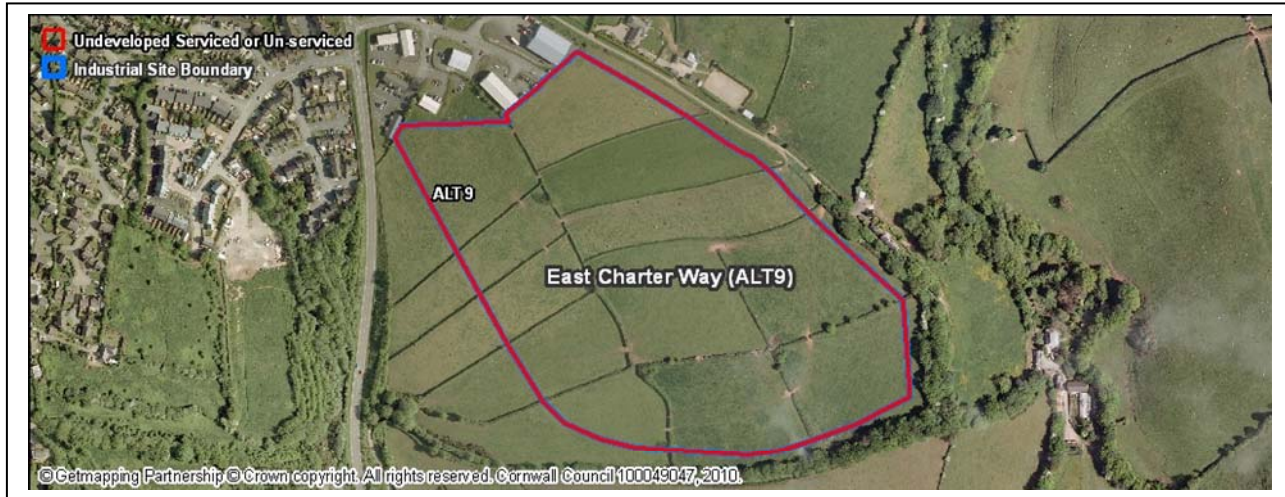 Undeveloped Serviced or Un-serviced
Industrial Site Boundary
ALT9
East Charter Way (ALT9)
© Getmapping Partnership © Crown copyright. All rights reserved. Cornwall Council 100049047, 2010.